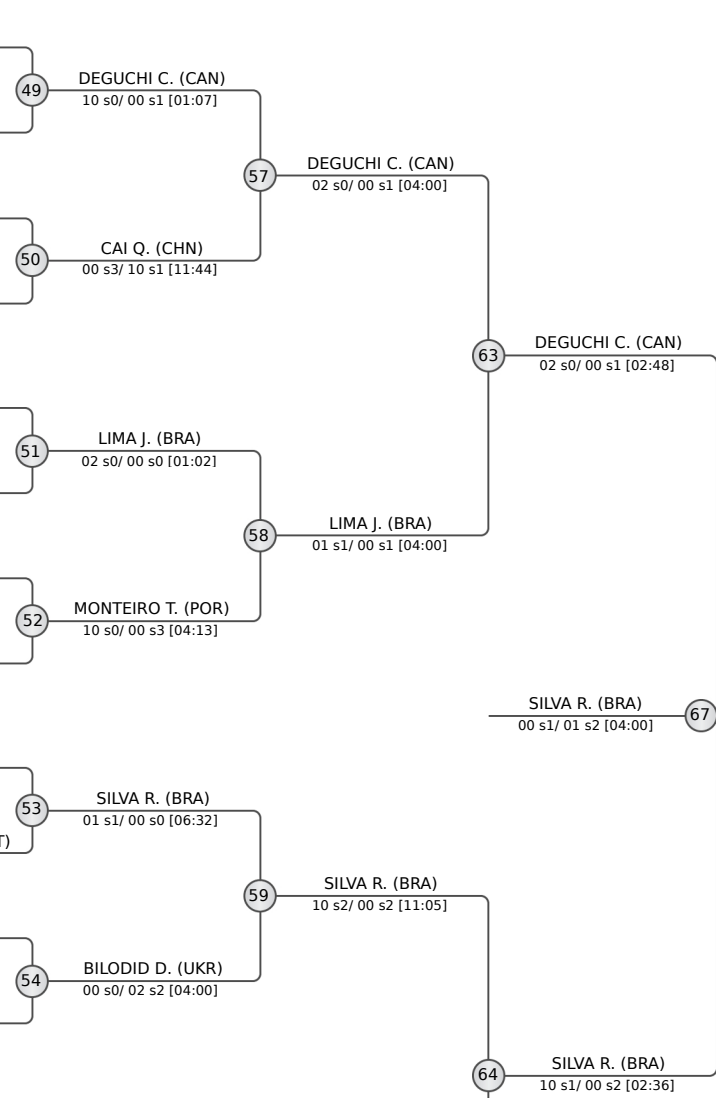 DEGUCHI C. (CAN)
49
10 s0/ 00 s1 [01:07]
DEGUCHI C. (CAN)
57
02 s0/ 00 s1 [04:00]
CAI Q. (CHN)
50
00 s3/ 10 s1 [11:44]
DEGUCHI C. (CAN)
63
02 s0/ 00 s1 [02:48]
LIMA J. (BRA)
51
02 s0/ 00 s0 [01:02]
LIMA J. (BRA)
58
01 s1/ 00 s1 [04:00]
MONTEIRO T. (POR)
52
10 s0/ 00 s3 [04:13]
SILVA R. (BRA)
67
00 s1/ 01 s2 [04:00]
SILVA R. (BRA)
53
01 s1/ 00 s0 [06:32]
T)
SILVA R. (BRA)
59
10 s2/ 00 s2 [11:05]
BILODID D. (UKR)
54
00 s0/ 02 s2 [04:00]
SILVA R. (BRA)
64
10 s1/ 00 s2 [02:36]